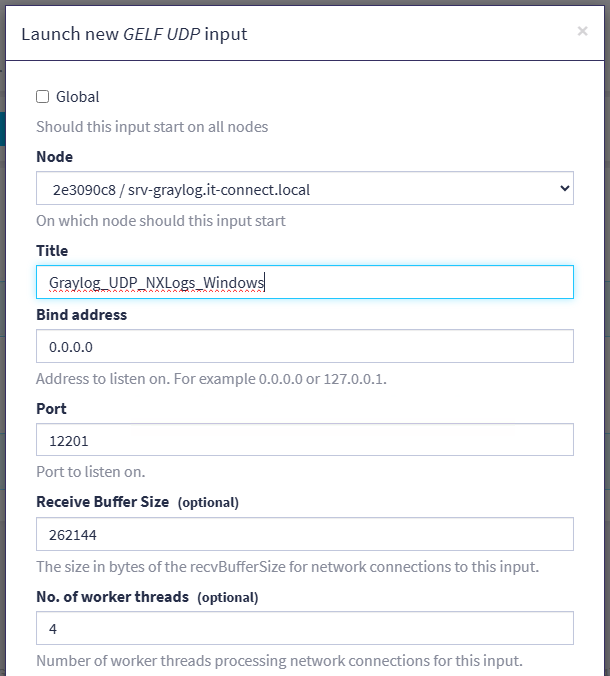 Launch new GELF UDP input ×
Global
Should this input start on all nodes
Node
2e3090c8 / srv-graylog.it-connect.local
On which node should this input start
Title
Graylog_UDP_NXLogs_Windows
Bind address
0.0.0.0
Address to listen on. For example 0.0.0.0 or 127.0.0.1.
Port
12201
Port to listen on.
Receive Buffer Size (optional)
262144
The size in bytes of the recvBufferSize for network connections to this input.
No. of worker threads (optional)
4
Number of worker threads processing network connections for this input.